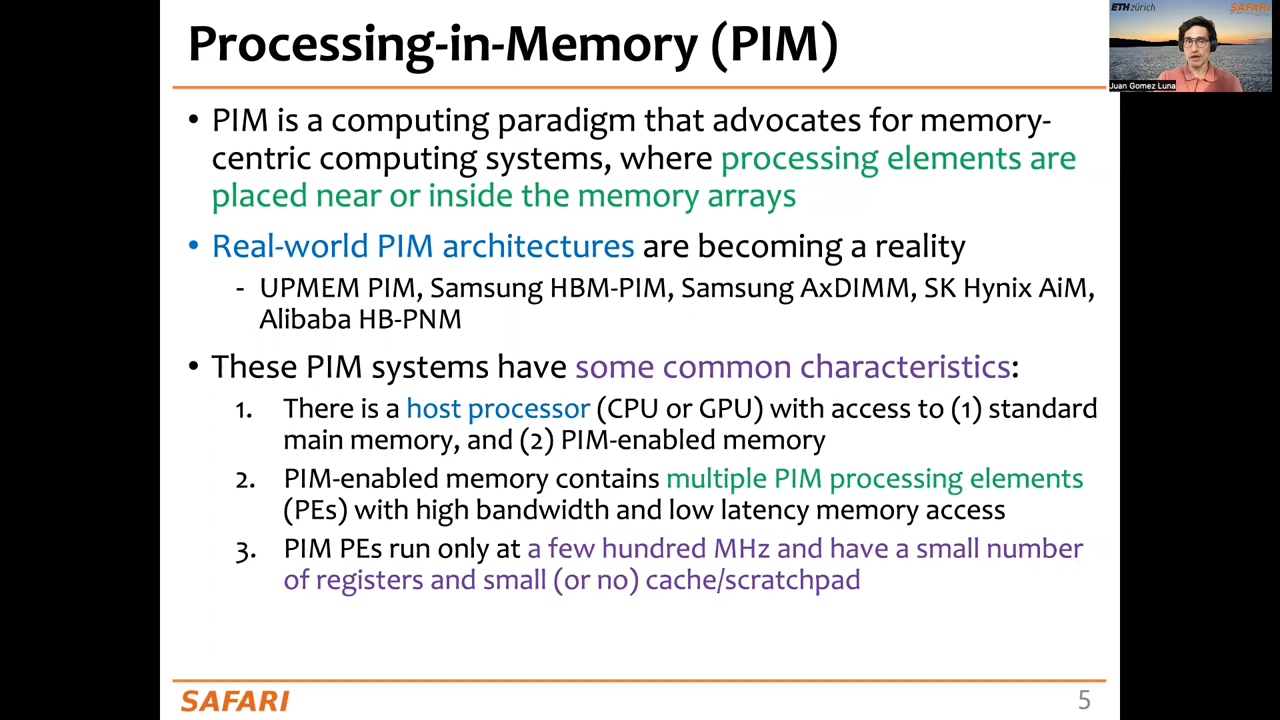 Processing-in-Memory (PIM)
ETH zürich
SAFARI
Juan Gomez Luna
• PIM is a computing paradigm that advocates for memory-
centric computing systems, where processing elements are
placed near or inside the memory arrays
• Real-world PIM architectures are becoming a reality
- UPMEM PIM, Samsung HBM-PIM, Samsung AxDIMM, SK Hynix AiM,
Alibaba HB-PNM
• These PIM systems have some common characteristics:
1. There is a host processor (CPU or GPU) with access to (1) standard
main memory, and (2) PIM-enabled memory
2. PIM-enabled memory contains multiple PIM processing elements
(PEs) with high bandwidth and low latency memory access
3. PIM PEs run only at a few hundred MHz and have a small number
of registers and small (or no) cache/scratchpad
SAFARI
5